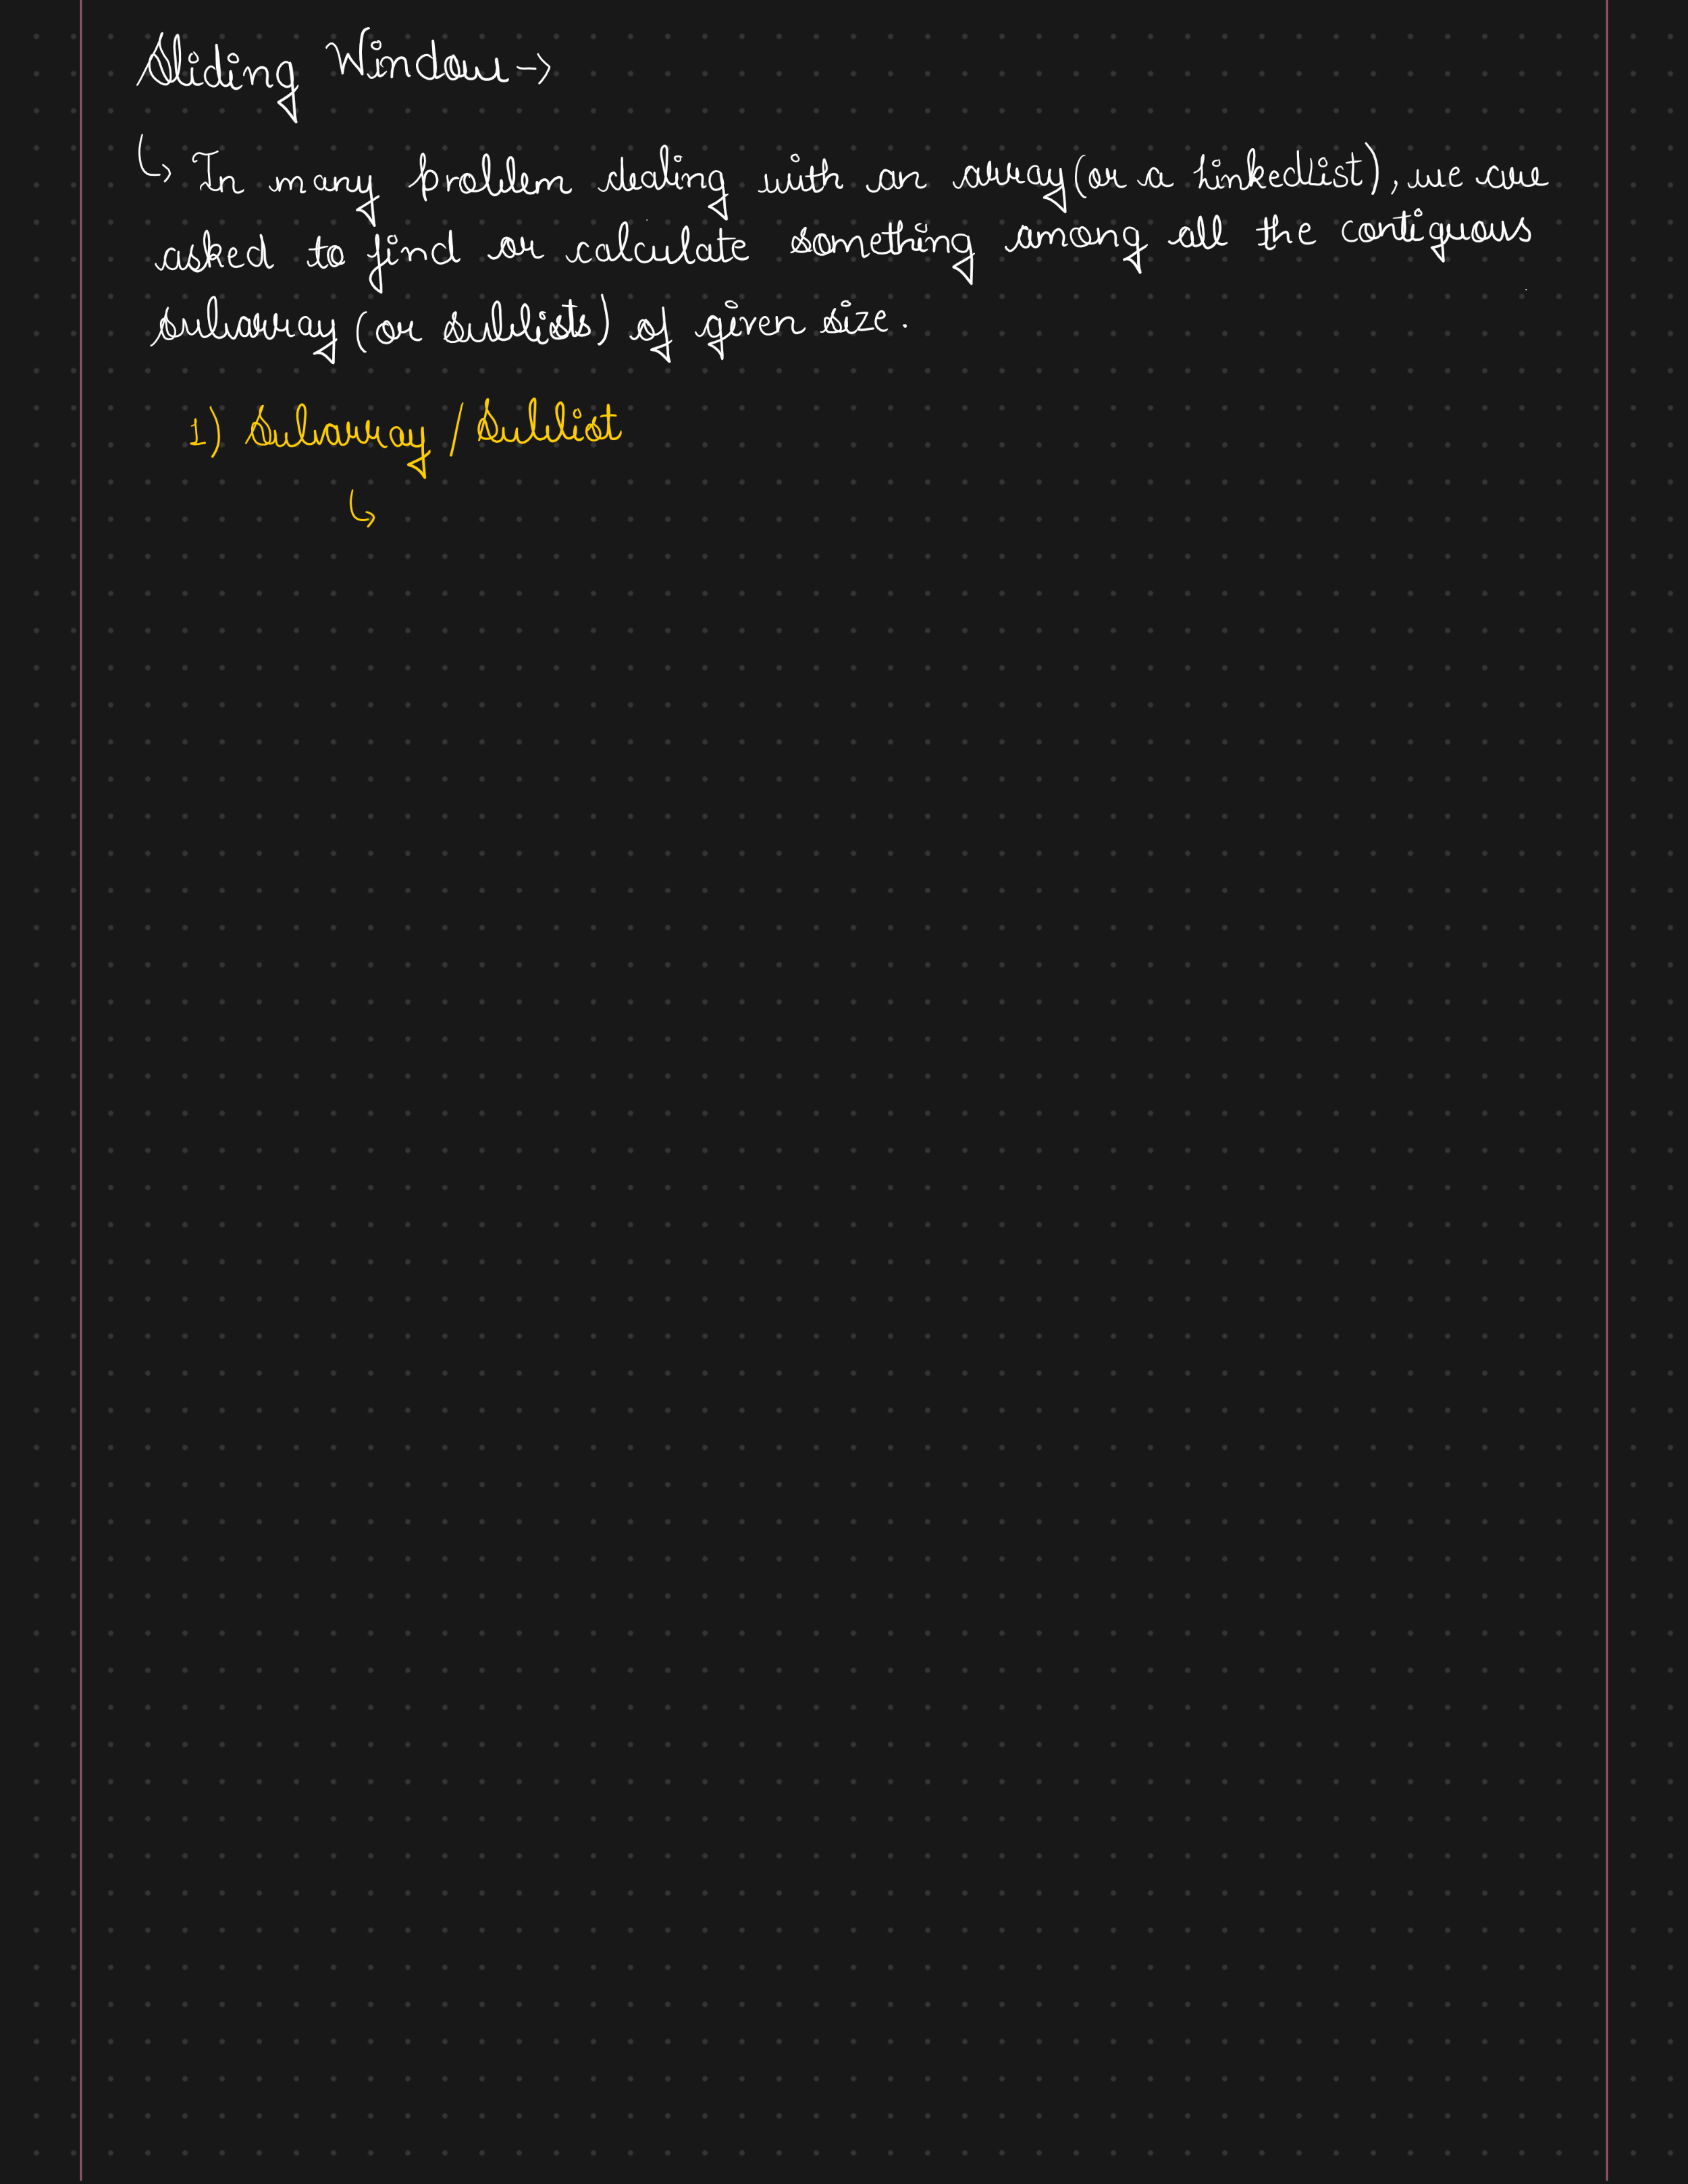 Sliding Window->
↳ In many problem dealing with an array(or a LinkedList), we are
asked to find or calculate something among all the contiguous
subarray (or sublists) of given size.
1) Subarray / Sublist
↳